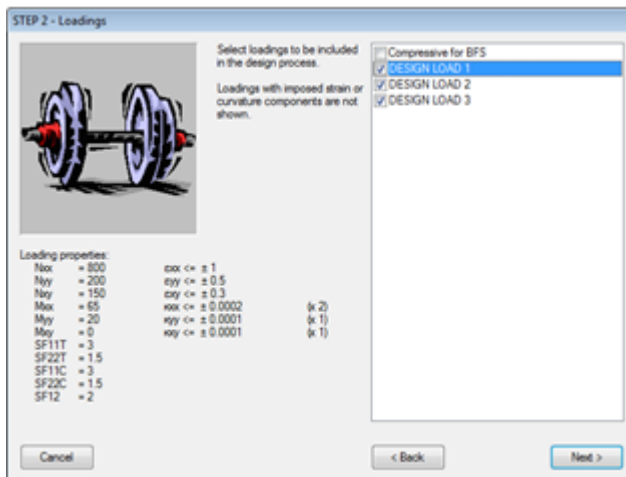 STEP 2 - Loadings
Select loadings to be included
in the design process.
Loadings with imposed strain or
curvature components are not
shown.
Compressive for BFS
DESIGN LOAD 1
DESIGN LOAD 2
DESIGN LOAD 3
Loading properties:
Nxx = 800 εxx <= ± 1
Nyy = 200 εyy <= ± 0.5
Nxy = 150 εxy <= ± 0.3
Mxx = 65 κxx <= ± 0.0002 (x 2)
Myy = 20 κyy <= ± 0.0001 (x 1)
Mxy = 0 κxy <= ± 0.0001 (x 1)
SF11T = 3
SF22T = 1.5
SF11C = 3
SF22C = 1.5
SF12 = 2
Cancel < Back Next >